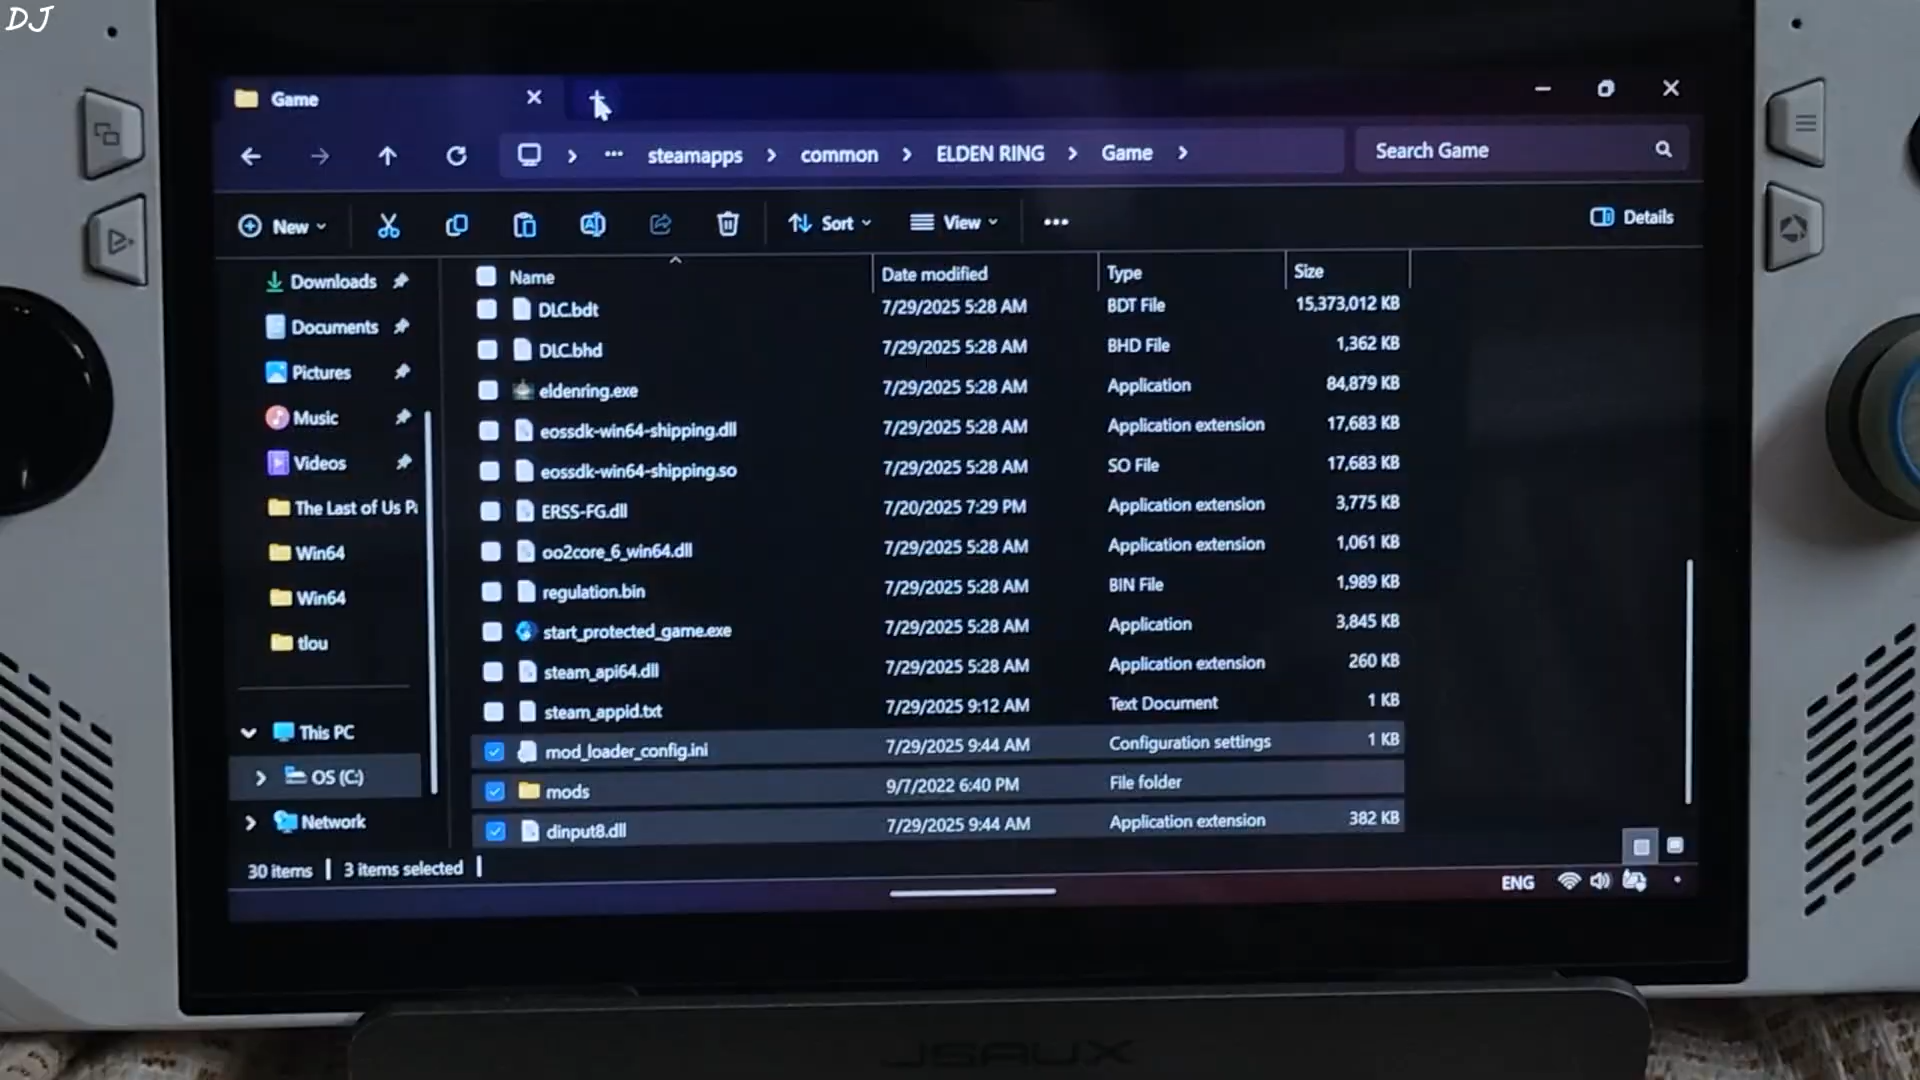 DJ
Game
steamapps > common > ELDEN RING > Game >
Search Game
New
Sort
View
Details
Name Date modified Type Size
DLC.bdt 7/29/2025 5:28 AM BDT File 15,373,012 KB
DLC.bhd 7/29/2025 5:28 AM BHD File 1,362 KB
eldenring.exe 7/29/2025 5:28 AM Application 84,879 KB
eossdk-win64-shipping.dll 7/29/2025 5:28 AM Application extension 17,683 KB
eossdk-win64-shipping.so 7/29/2025 5:28 AM SO File 17,683 KB
ERSS-FG.dll 7/20/2025 7:29 PM Application extension 3,775 KB
oo2core_6_win64.dll 7/29/2025 5:28 AM Application extension 1,061 KB
regulation.bin 7/29/2025 5:28 AM BIN File 1,989 KB
start_protected_game.exe 7/29/2025 5:28 AM Application 3,845 KB
steam_api64.dll 7/29/2025 5:28 AM Application extension 260 KB
steam_appid.txt 7/29/2025 9:12 AM Text Document 1 KB
mod_loader_config.ini 7/29/2025 9:44 AM Configuration settings 1 KB
mods 9/7/2022 6:40 PM File folder
dinput8.dll 7/29/2025 9:44 AM Application extension 382 KB
Downloads
Documents
Pictures
Music
Videos
The Last of Us Pa
Win64
Win64
tlou
This PC
OS (C:)
Network
30 items | 3 items selected
ENG
JSAUX